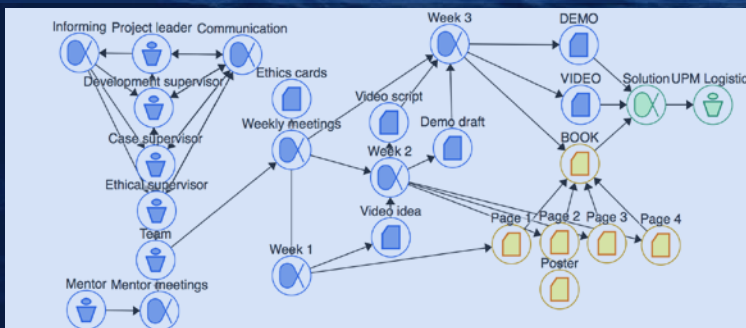 Informing
Project leader
Communication
Development supervisor
Case supervisor
Ethical supervisor
Team
Mentor
Mentor meetings
Ethics cards
Weekly meetings
Week 1
Video script
Week 2
Demo draft
Video idea
Week 3
DEMO
VIDEO
Solution
UPM Logistic
BOOK
Page 1
Page 2
Page 3
Page 4
Poster